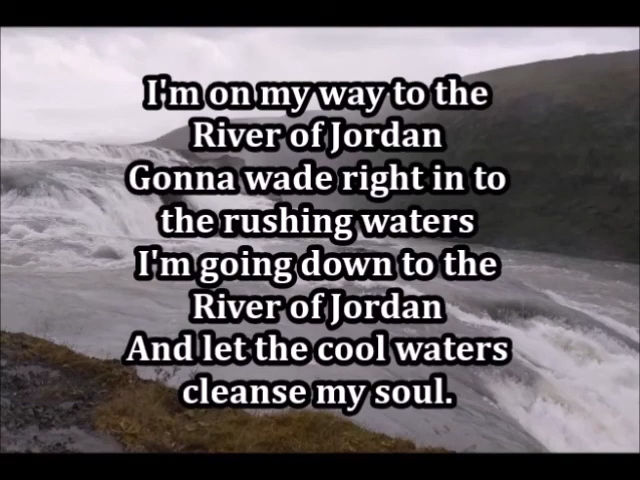 I'm on my way to the
River of Jordan
Gonna wade right in to
the rushing waters
I'm going down to the
River of Jordan
And let the cool waters
cleanse my soul.